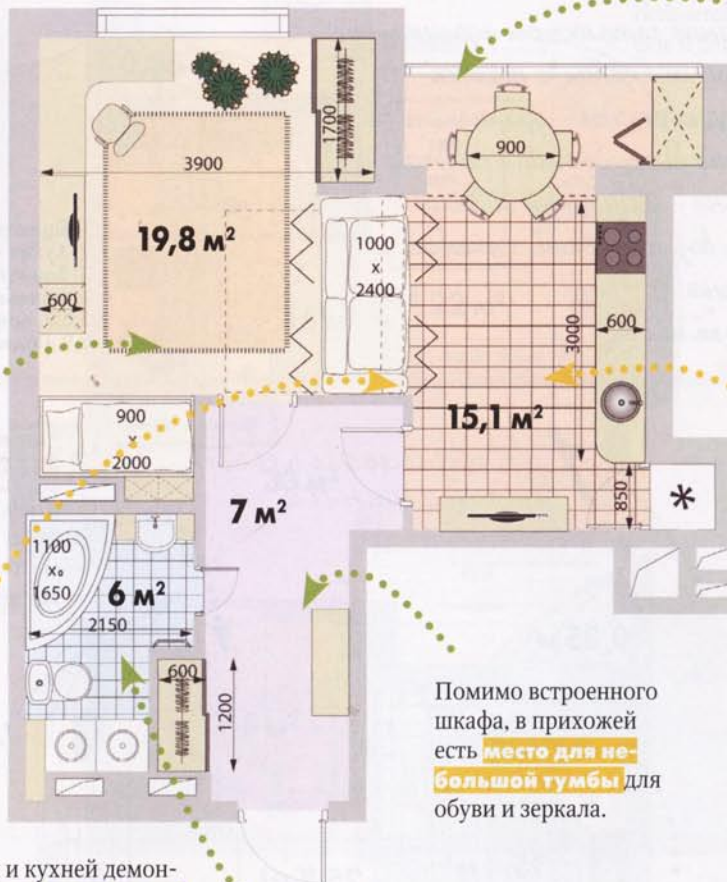 1700
900
3900
19,8 м²
1000
x
2400
600
3000
600
15,1 м²
900
x
2000
850
*
7 м²
1100
x
1650
6 м²
2150
600
1200
Помимо встроенного
шкафа, в прихожей
есть место для не-
большой тумбы для
обуви и зеркала.
и кухней демон-